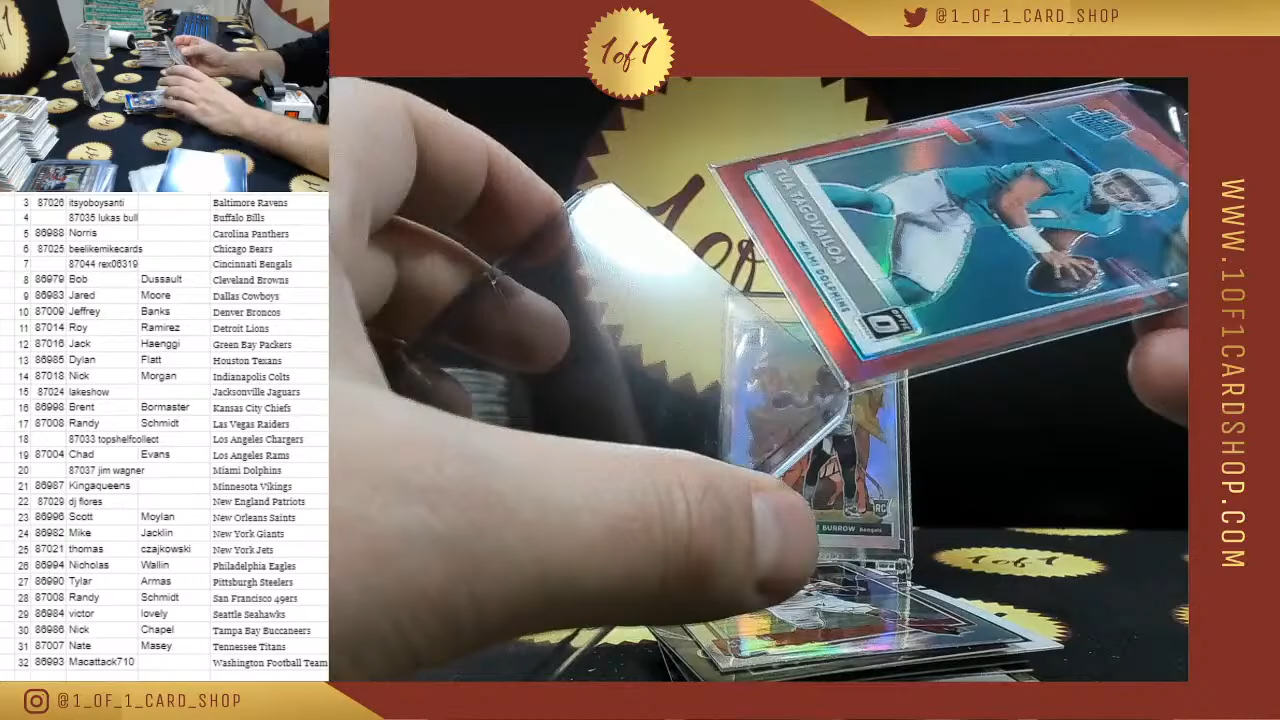 @1_OF_1_CARD_SHOP
1of1
3 87026 itsyoboysanti Baltimore Ravens
4 87035 lukas bull Buffalo Bills
5 86988 Norris Carolina Panthers
6 87025 beelikemikecards Chicago Bears
7 87044 rex06319 Cincinnati Bengals
8 86979 Bob Dussault Cleveland Browns
9 86983 Jared Moore Dallas Cowboys
10 87009 Jeffrey Banks Denver Broncos
11 87014 Roy Ramirez Detroit Lions
12 87016 Jack Haenggi Green Bay Packers
13 86985 Dylan Flatt Houston Texans
14 87018 Nick Morgan Indianapolis Colts
15 87024 lakeshow Jacksonville Jaguars
16 86998 Brent Bormaster Kansas City Chiefs
17 87008 Randy Schmidt Las Vegas Raiders
18 87033 topshelfcollect Los Angeles Chargers
19 87004 Chad Evans Los Angeles Rams
20 87037 jim wagner Miami Dolphins
21 86987 Kingaqueens Minnesota Vikings
22 87029 dj flores New England Patriots
23 86996 Scott Moylan New Orleans Saints
24 86982 Mike Jacklin New York Giants
25 87021 thomas czajkowski New York Jets
26 86994 Nicholas Wallin Philadelphia Eagles
27 86990 Tylar Armas Pittsburgh Steelers
28 87008 Randy Schmidt San Francisco 49ers
29 86984 victor lovely Seattle Seahawks
30 86986 Nick Chapel Tampa Bay Buccaneers
31 87007 Nate Masey Tennessee Titans
32 86993 Macattack710 Washington Football Team
TUA TAGOVAILOA
MIAMI DOLPHINS
RC
BURROW Bengals
1of1
WWW.1OF1CARDSHOP.COM
@1_OF_1_CARD_SHOP